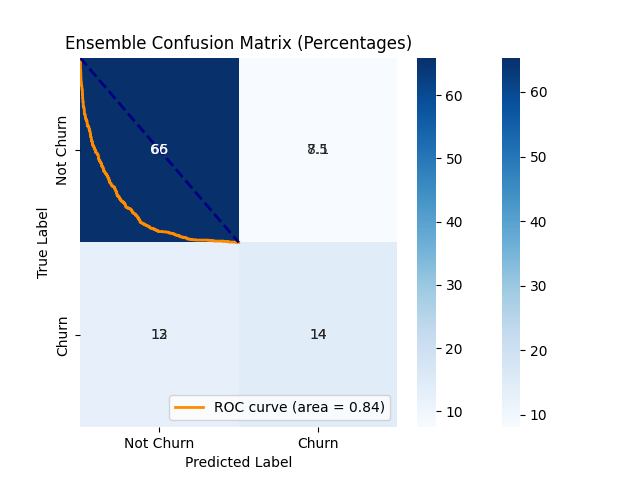 Ensemble Confusion Matrix (Percentages)
True Label
Not Churn
Churn
14
ROC curve (area = 0.84)
Not Churn Churn
Predicted Label
60
50
40
30
20
10
60
50
40
30
20
10